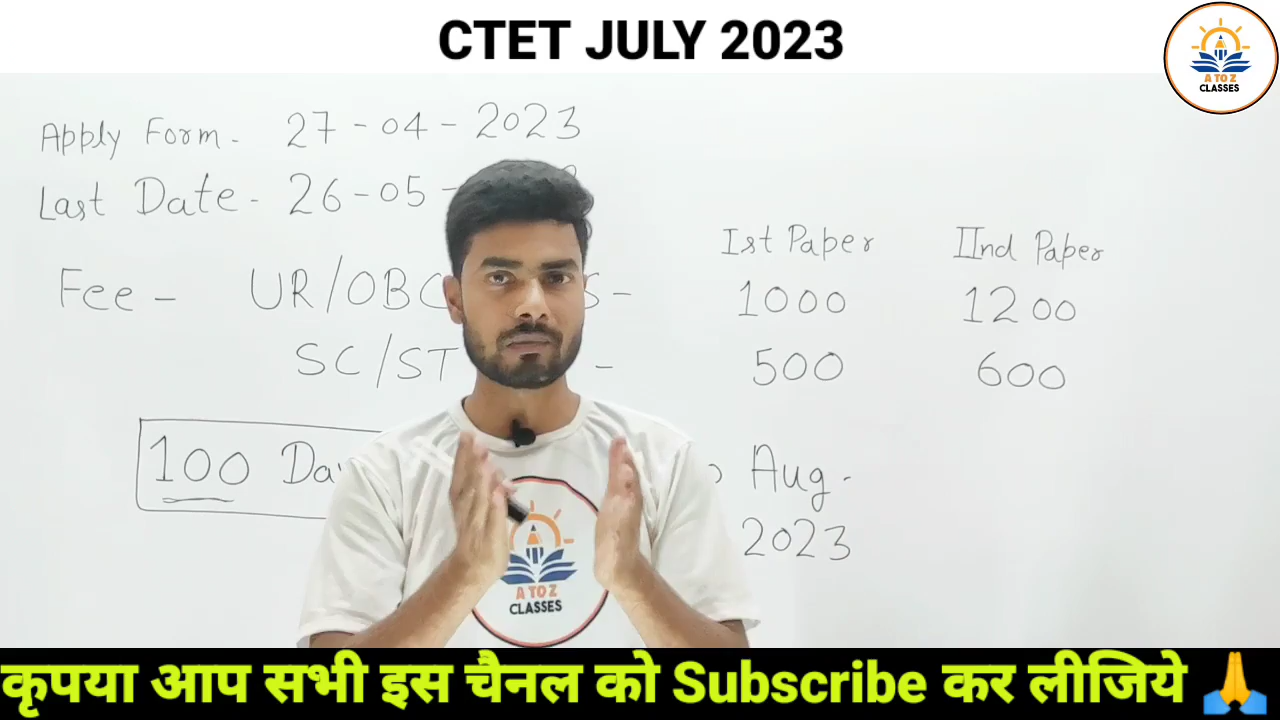 CTET JULY 2023
A TO Z
CLASSES
Apply Form - 27-04-2023
Last Date - 26-05-
Ist Paper IInd Paper
Fee - UR/OBC - 1000 1200
SC/ST - 500 600
100 Aug.
2023
A TO Z
CLASSES
कृपया आप सभी इस चैनल को Subscribe कर लीजिये 🙏